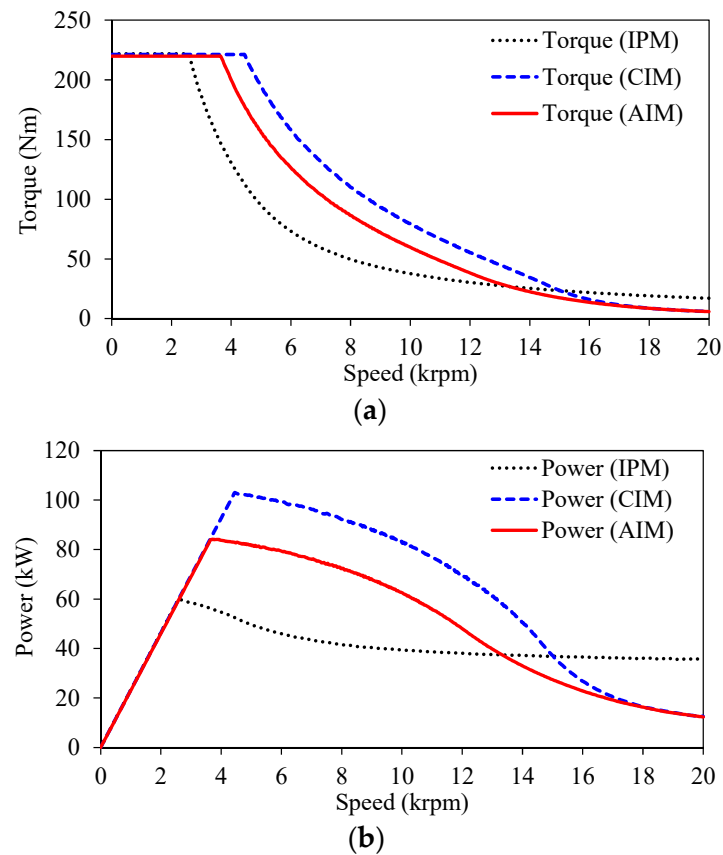 250
200
150
100
50
0
Torque (Nm)
Torque (IPM)
Torque (CIM)
Torque (AIM)
0 2 4 6 8 10 12 14 16 18 20
Speed (krpm)
(a)
120
100
80
60
40
20
0
Power (kW)
Power (IPM)
Power (CIM)
Power (AIM)
0 2 4 6 8 10 12 14 16 18 20
Speed (krpm)
(b)